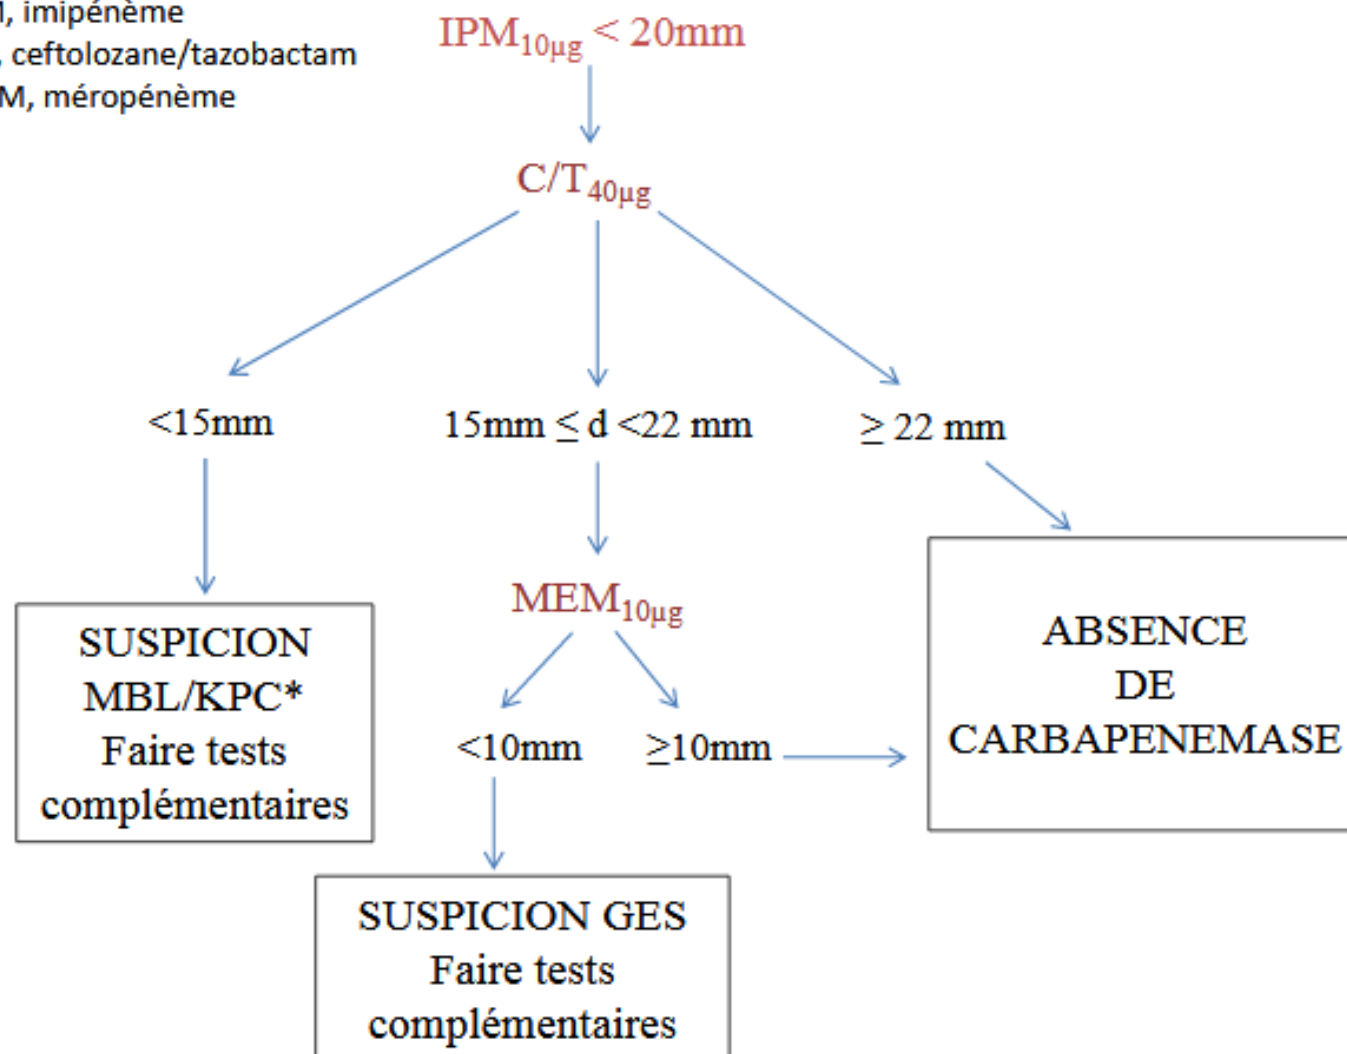 imipénème
IPM10µg < 20mm
, ceftolozane/tazobactam
M, méropénème
C/T40µg
<15mm
15mm ≤ d <22 mm
≥ 22 mm
MEM10µg
SUSPICION
MBL/KPC*
Faire tests
complémentaires
<10mm
≥10mm
ABSENCE
DE
CARBAPENEMASE
SUSPICION GES
Faire tests
complémentaires